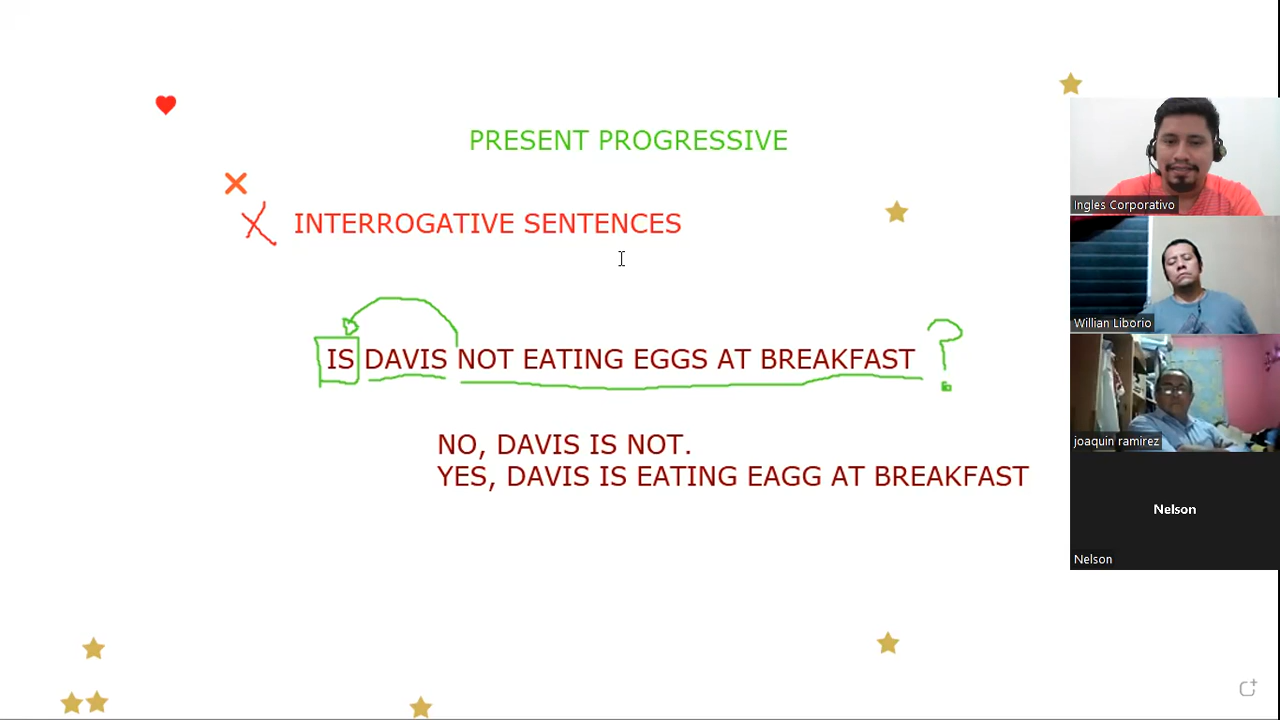 PRESENT PROGRESSIVE
INTERROGATIVE SENTENCES
IS DAVIS NOT EATING EGGS AT BREAKFAST ?
NO, DAVIS IS NOT.
YES, DAVIS IS EATING EAGG AT BREAKFAST
Ingles Corporativo
Willian Liborio
joaquin ramirez
Nelson
Nelson